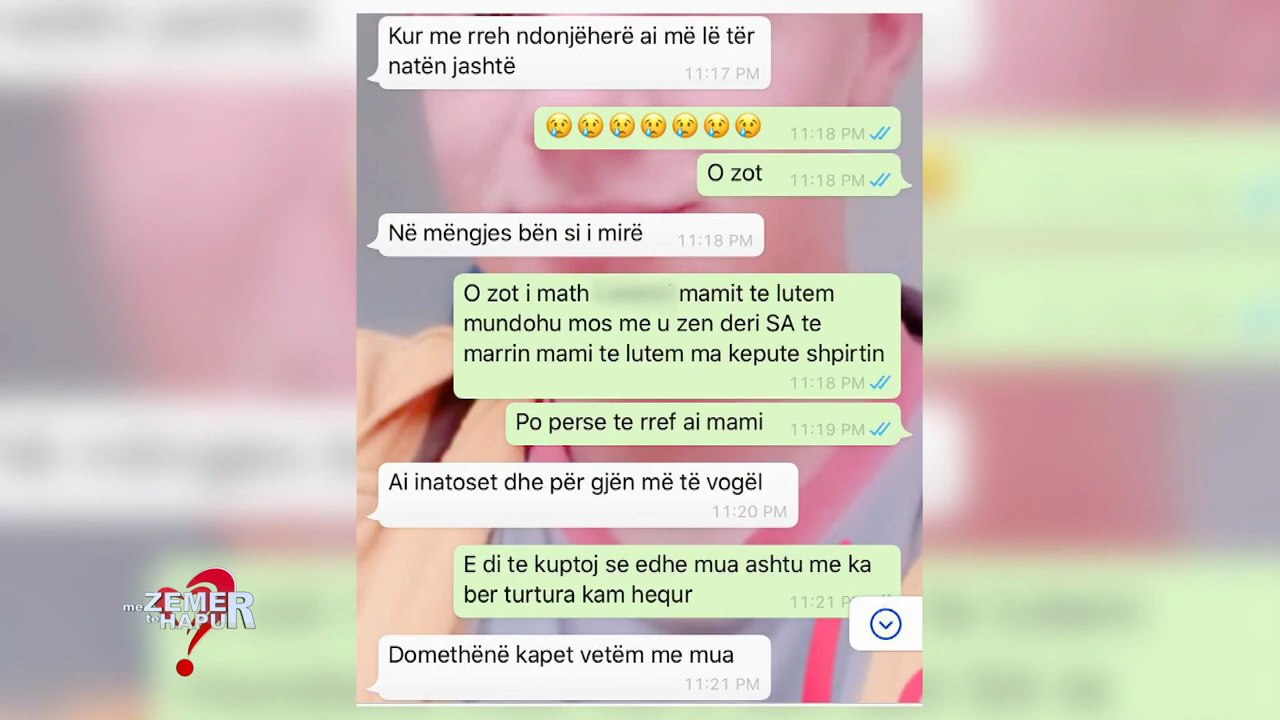 Kur me rreh ndonjëherë ai më lë tër
natën jashtë
11:17 PM
😢😢😢😢😢😢😢 11:18 PM
O zot 11:18 PM
Në mëngjes bën si i mirë 11:18 PM
O zot i math mamit te lutem
mundohu mos me u zen deri SA te
marrin mami te lutem ma kepute shpirtin
11:18 PM
Po perse te rref ai mami 11:19 PM
Ai inatoset dhe për gjën më të vogël
11:20 PM
E di te kuptoj se edhe mua ashtu me ka
ber turtura kam hequr 11:21 P
Domethënë kapet vetëm me mua
11:21 PM
me ZEMER
te HAPUR
?